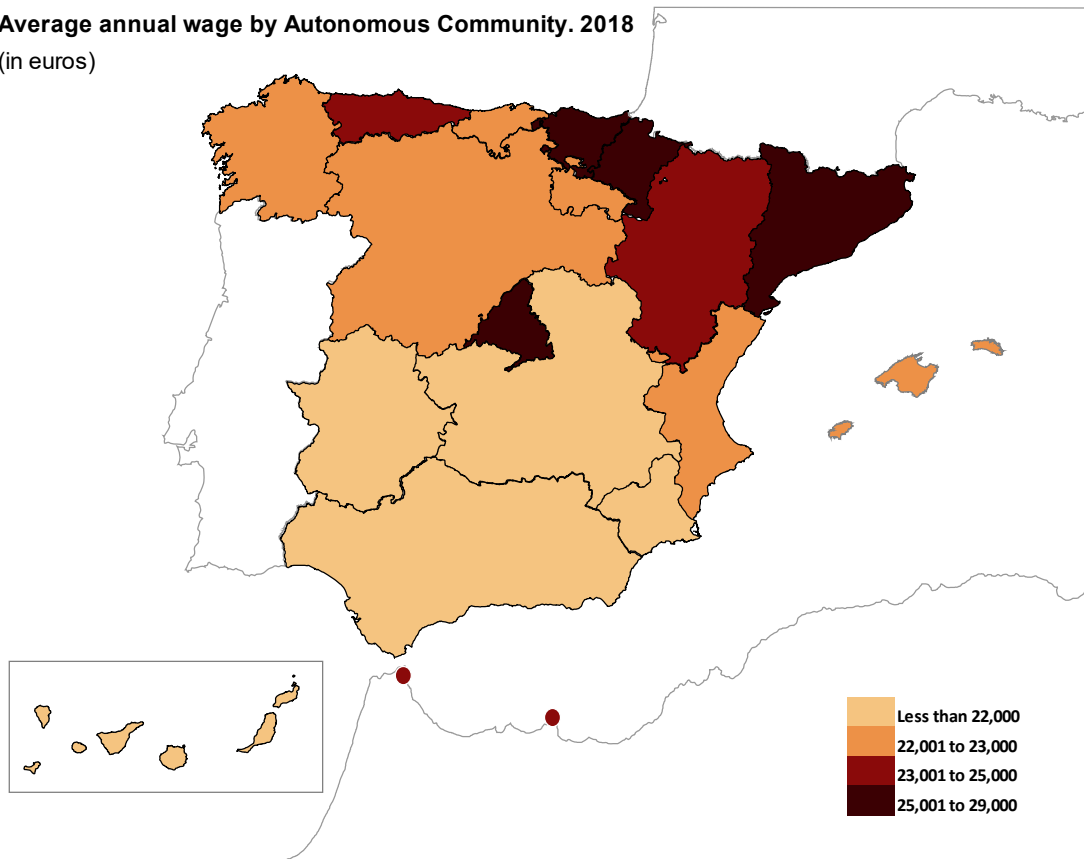 Average annual wage by Autonomous Community. 2018
(in euros)
Less than 22,000
22,001 to 23,000
23,001 to 25,000
25,001 to 29,000